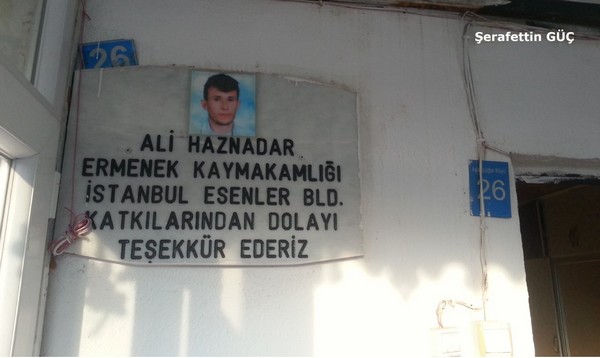 Şerafettin GÜÇ
26
ALİ HAZNADAR
ERMENEK KAYMAKAMLIĞI
İSTANBUL ESENLER BLD.
KATKILARINDAN DOLAYI
TEŞEKKÜR EDERİZ
26